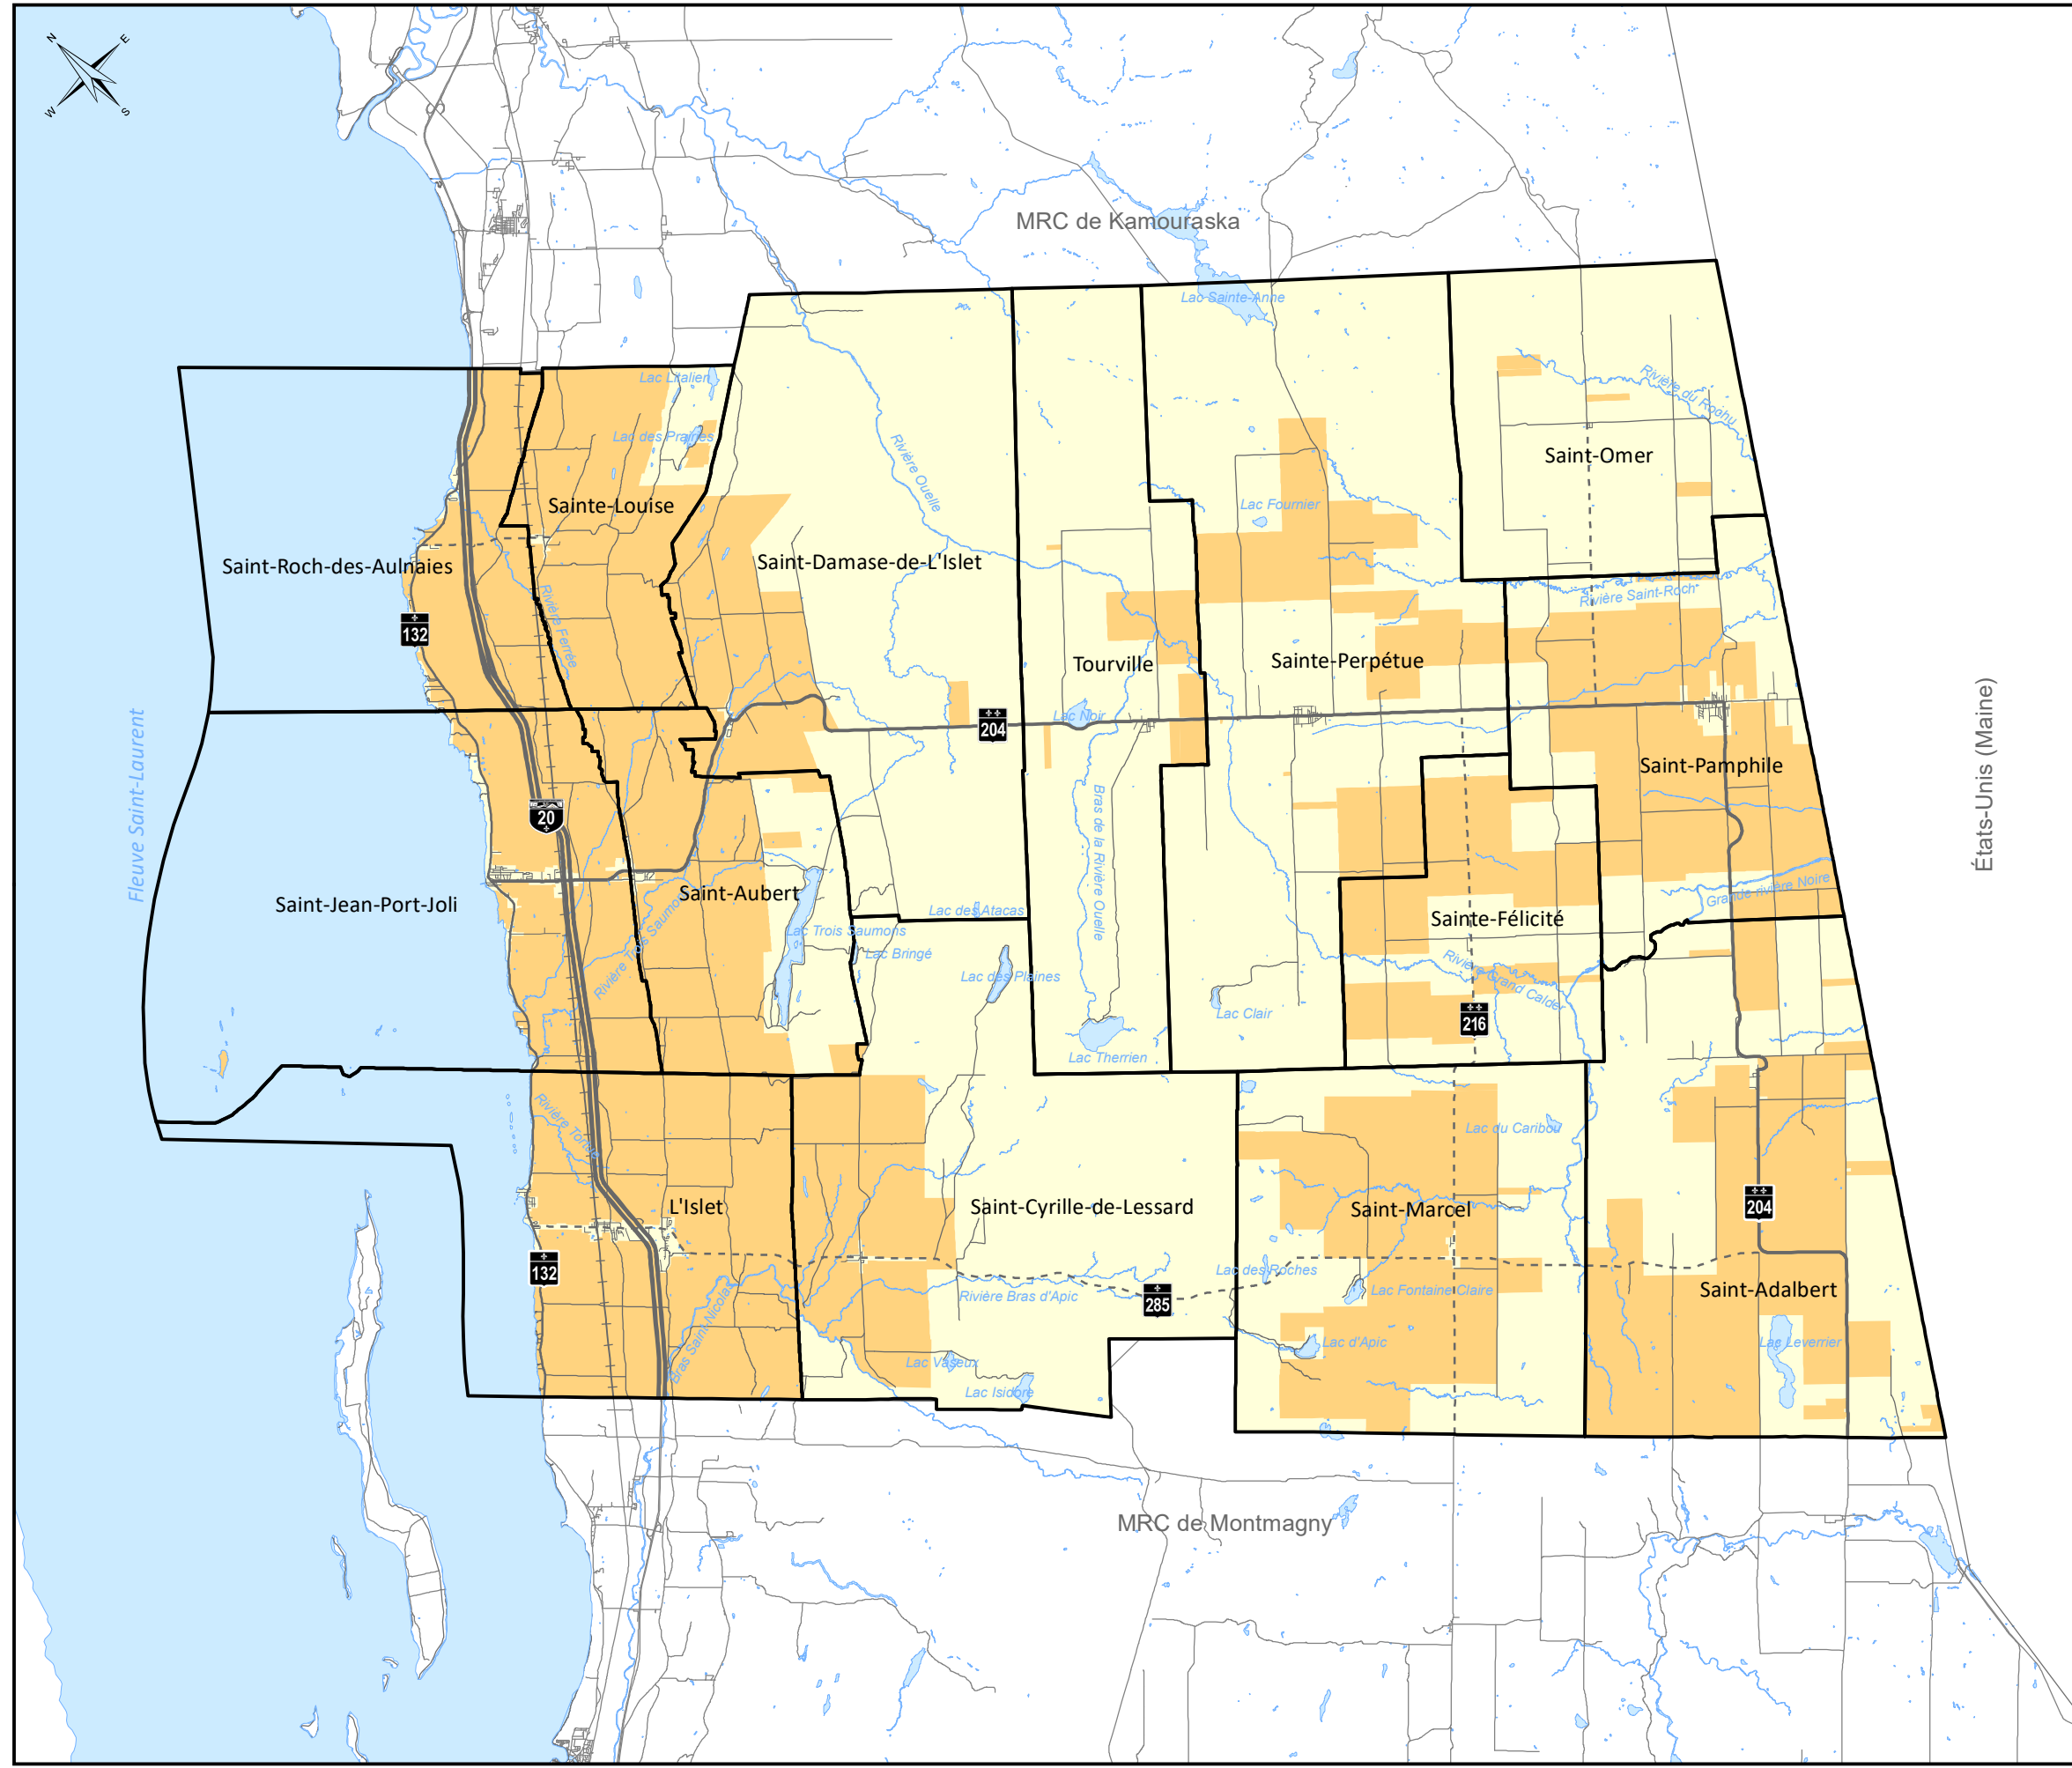 N
E
W
S
MRC de Kamouraska
Lac Sainte-Anne
Lac Litalien
Rivière du Rochu
Lac des Prairies
Rivière Ouelle
Saint-Omer
Sainte-Louise
Lac Fournier
Saint-Roch-des-Aulnaies
Saint-Damase-de-L'Islet
Rivière Saint-Roch
Rivière Ferrée
132
Tourville
Sainte-Perpétue
Lac Noir
204
Saint-Pamphile
États-Unis (Maine)
Fleuve Saint-Laurent
20
Bras de la Rivière Ouelle
Saint-Aubert
Saint-Jean-Port-Joli
Grande rivière Noire
Lac des Atacas
Sainte-Félicité
Lac Trois Saumons
Lac Bringé
Rivière Trois Saumons
Lac des Plaines
Rivière Grand Calder
Lac Clair
216
Lac Therrien
Rivière Tortue
Lac du Caribou
L'Islet
Saint-Cyrille-de-Lessard
Saint-Marcel
204
132
Lac des Roches
Rivière Bras d'Apic
285
Lac Fontaine Claire
Saint-Adalbert
Bras Saint-Nicolas
Lac d'Apic
Lac Leverrier
Lac Vaseux
Lac Isidore
MRC de Montmagny